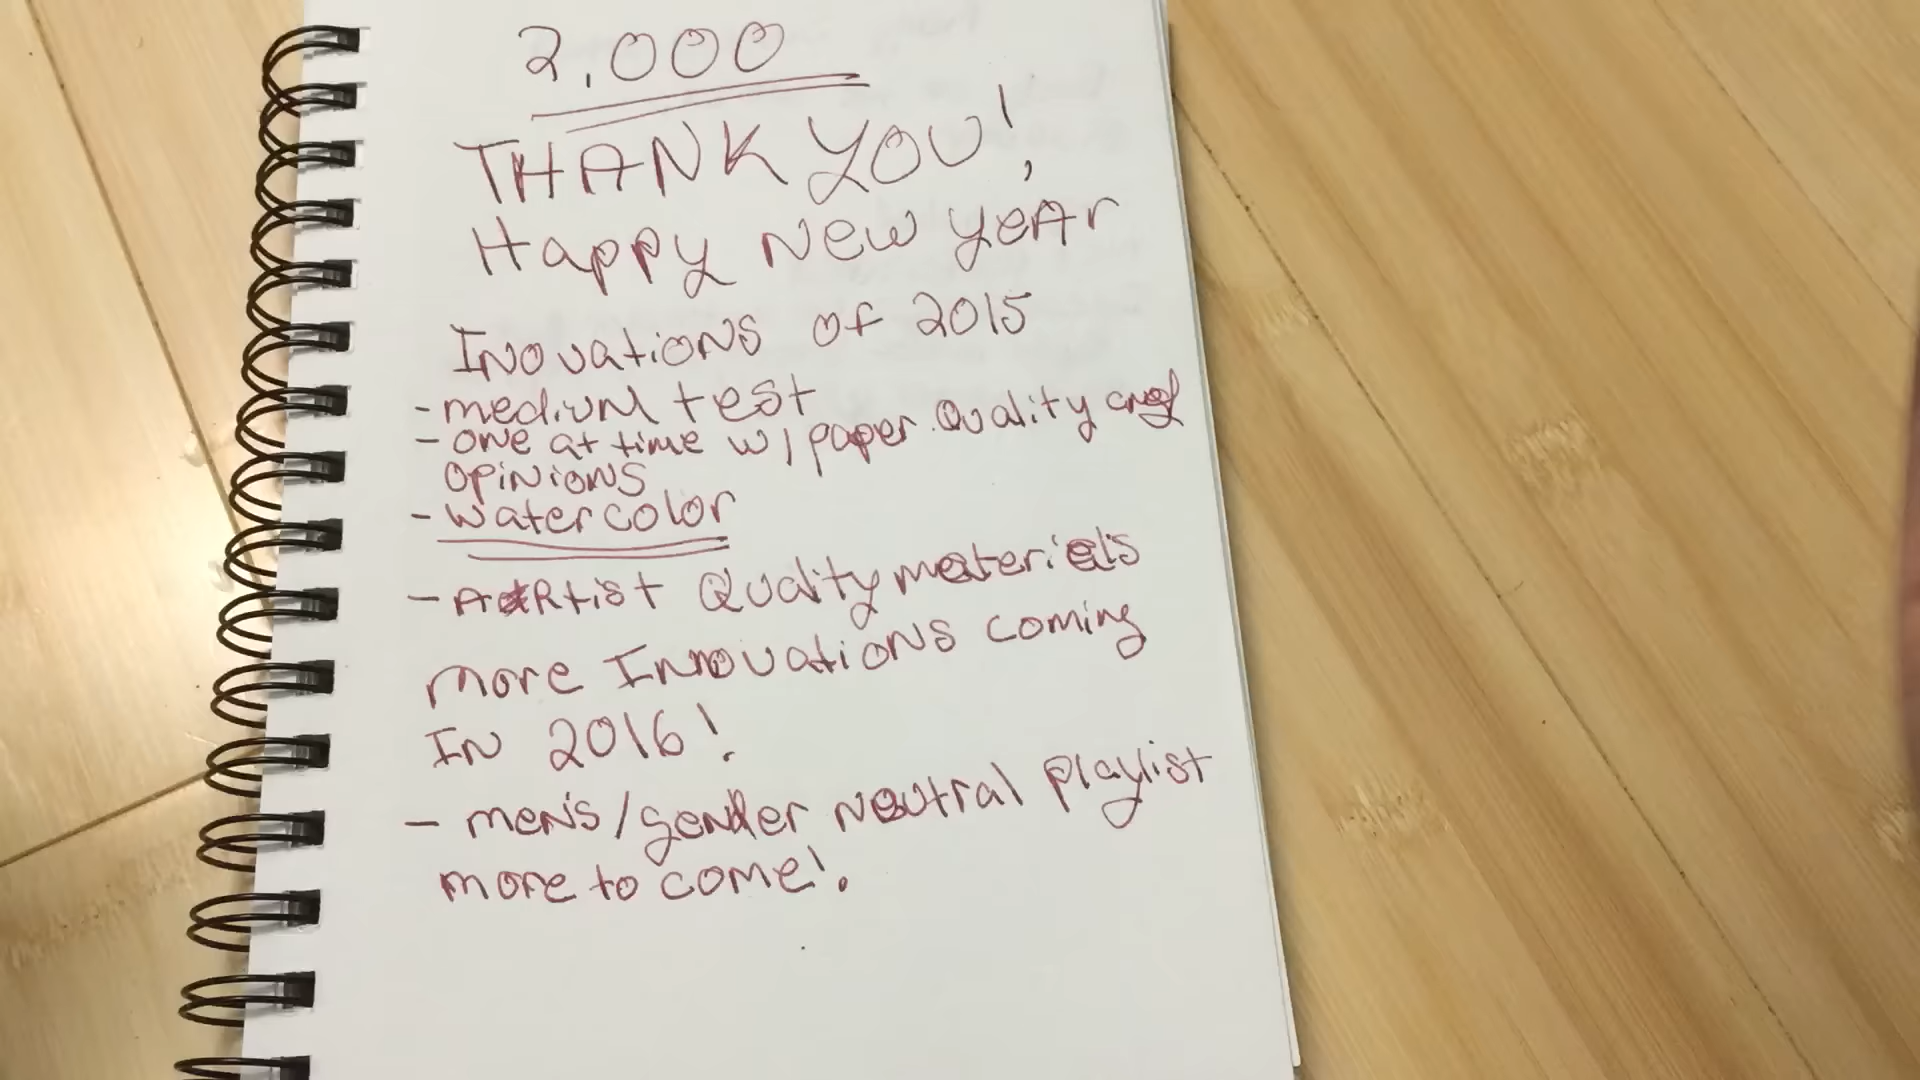 2,000
THANK YOU!
Happy New Year
Inovations of 2015
- medium test
- one at time w/ paper Quality and
opinions
- watercolor
- Artist Quality materials
more Innovations coming
In 2016!
- men's/gender neutral playlist
more to come!